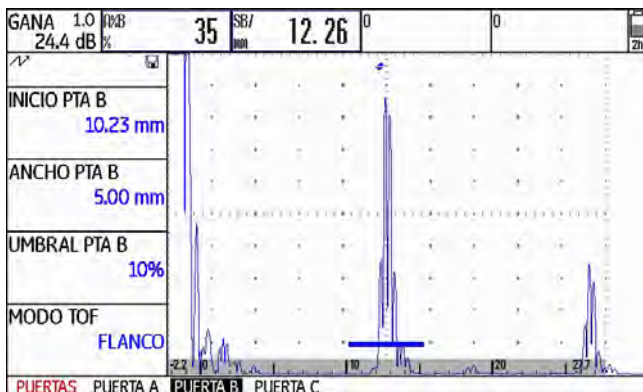 GANA 1.0 A%B 35 SB/ 12.26 0 0
24.4 dB % mm 2h
INICIO PTA B
10.23 mm
ANCHO PTA B
5.00 mm
UMBRAL PTA B
10%
MODO TOF
FLANCO
-2.2 0 10 20 27.7
PUERTAS PUERTA A PUERTA B PUERTA C